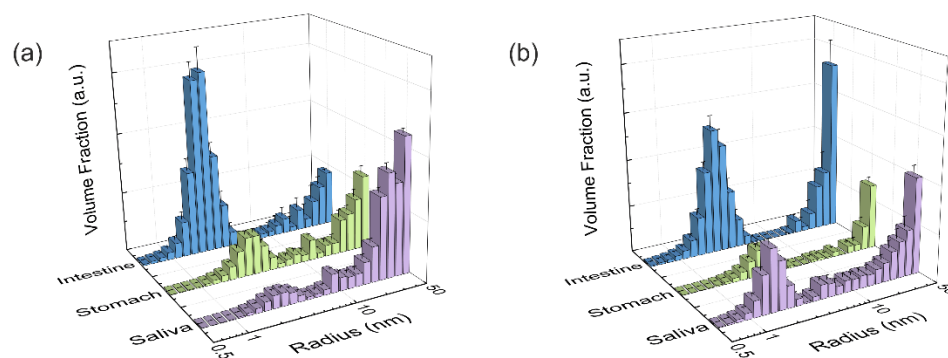 (a)
Volume Fraction (a.u.)
Intestine
Stomach
Saliva
0.5
1
10
50
Radius (nm)
(b)
Volume Fraction (a.u.)
Intestine
Stomach
Saliva
0.5
1
10
Radius (nm)